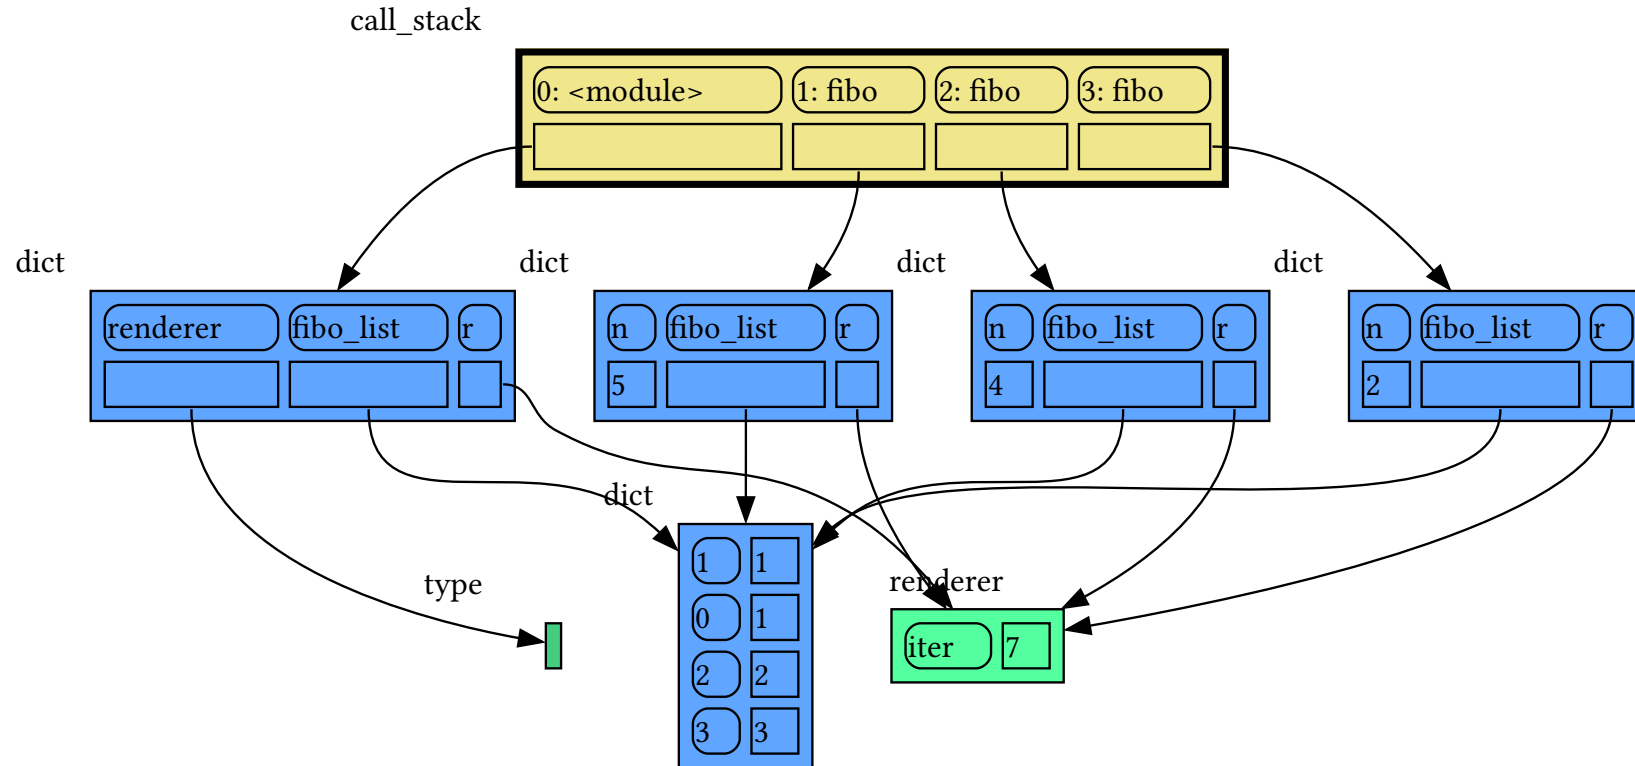 call_stack
0: <module> 1: fibo 2: fibo 3: fibo
dict dict dict dict
renderer fibo_list r n fibo_list r n fibo_list r n fibo_list r
5 4 2
dict
1 1
type renderer
0 1
iter 7
2 2
3 3